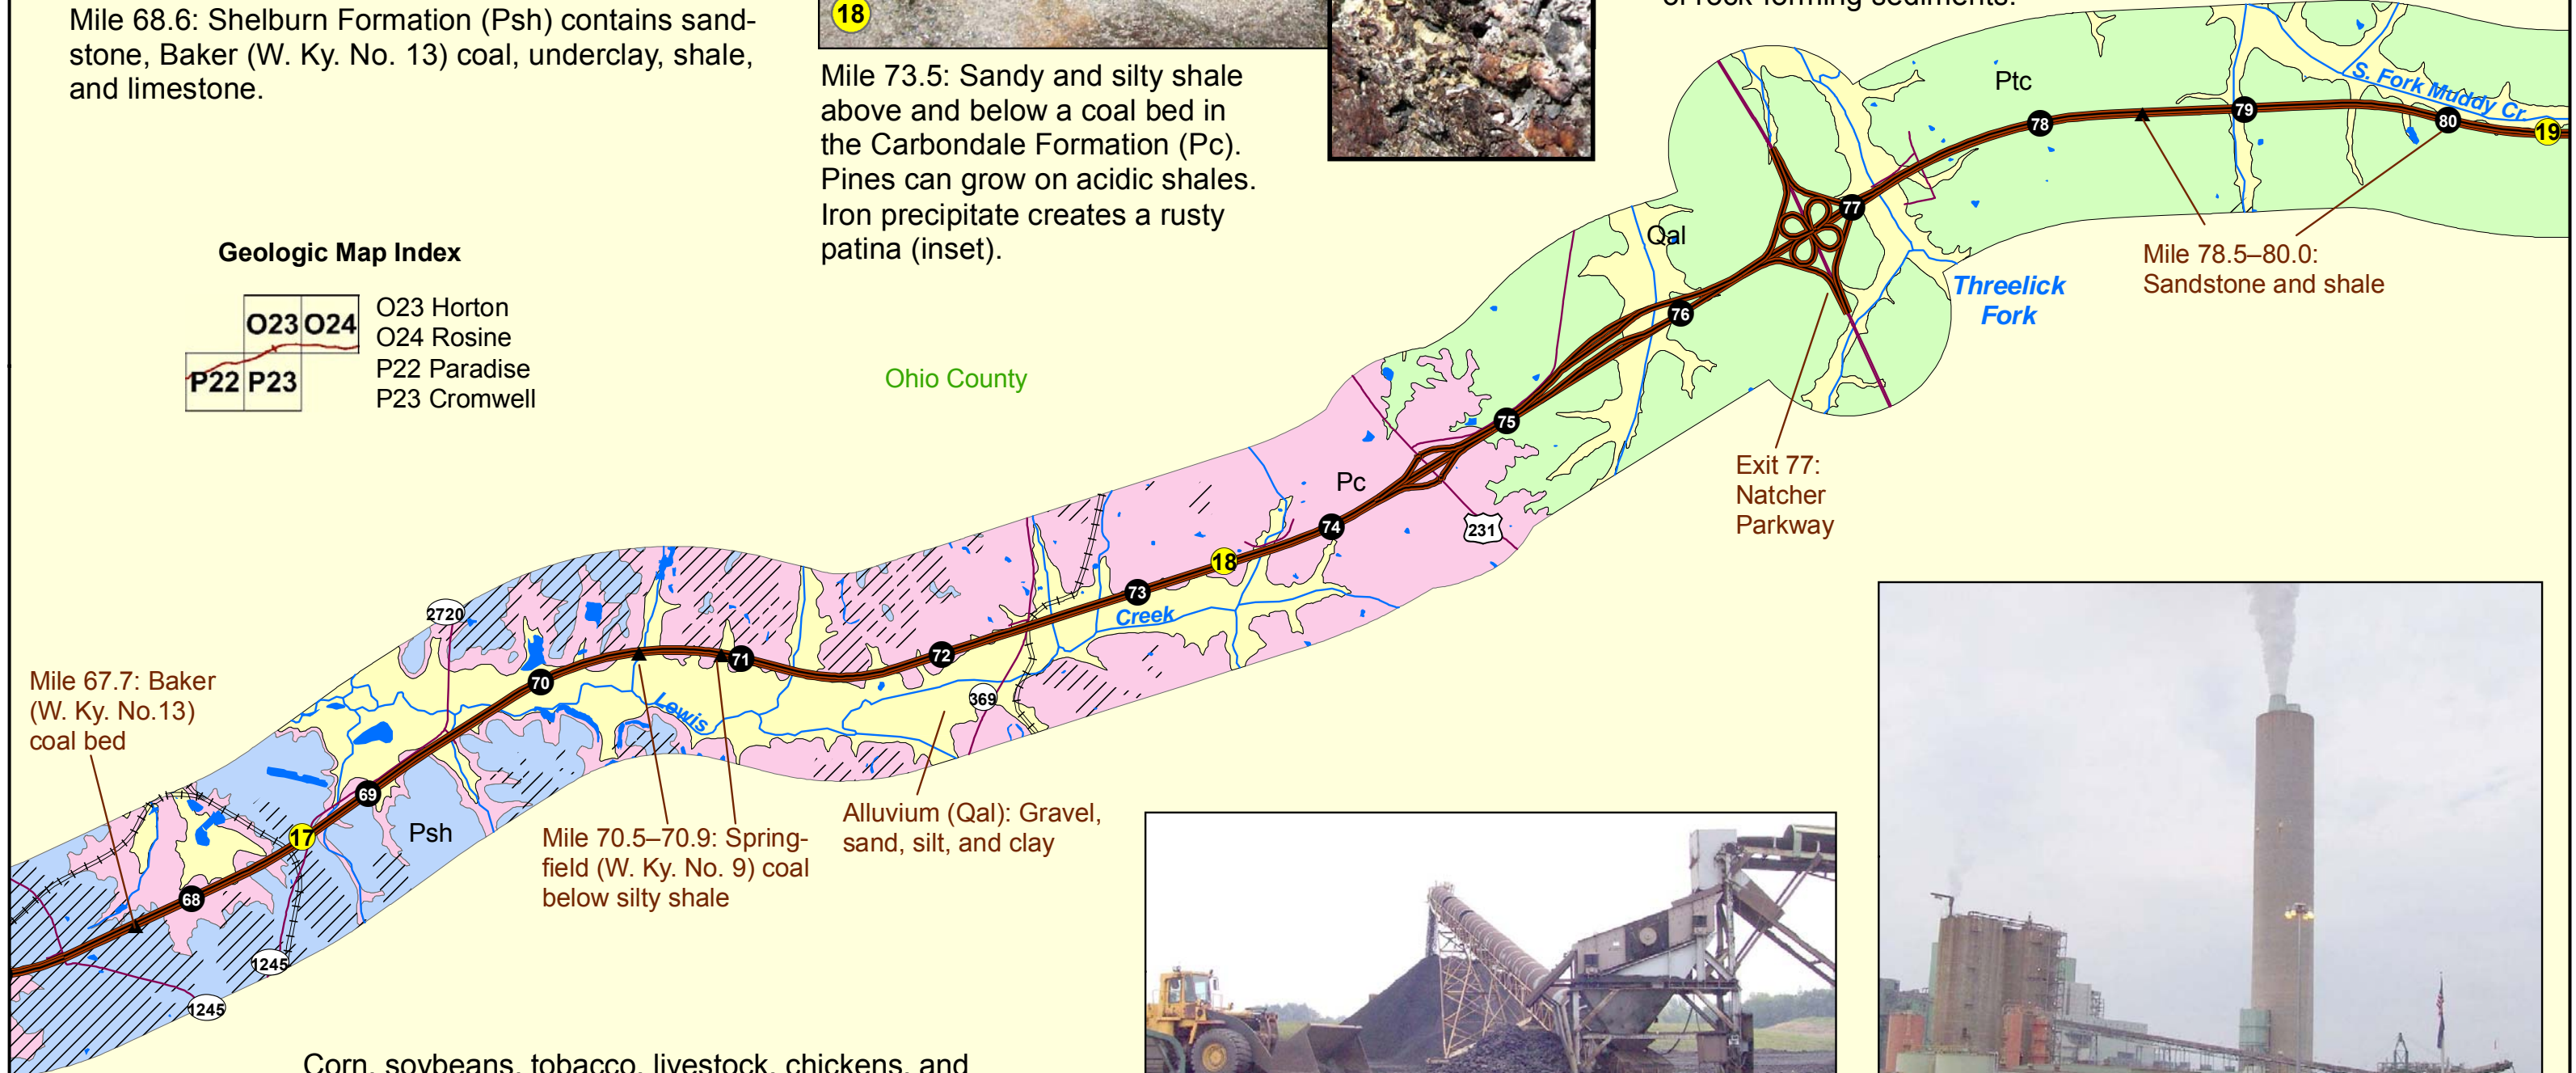 of rock-forming sediments.
Mile 68.6: Shelburn Formation (Psh) contains sand-
stone, Baker (W. Ky. No. 13) coal, underclay, shale,
and limestone.
18
Mile 73.5: Sandy and silty shale
above and below a coal bed in
the Carbondale Formation (Pc).
Pines can grow on acidic shales.
Iron precipitate creates a rusty
patina (inset).
Geologic Map Index
O23 O24
P22 P23
O23 Horton
O24 Rosine
P22 Paradise
P23 Cromwell
Ohio County
Ptc
S. Fork Muddy Cr.
78
79
80
19
77
Qal
Threelick
Fork
Mile 78.5–80.0:
Sandstone and shale
76
75
Exit 77:
Natcher
Parkway
Pc
231
74
18
73
Creek
72
369
2720
71
70
Lewis
Mile 67.7: Baker
(W. Ky. No.13)
coal bed
69
17
Psh
68
1245
1245
Mile 70.5–70.9: Spring-
field (W. Ky. No. 9) coal
below silty shale
Alluvium (Qal): Gravel,
sand, silt, and clay
Corn, soybeans, tobacco, livestock, chickens, and